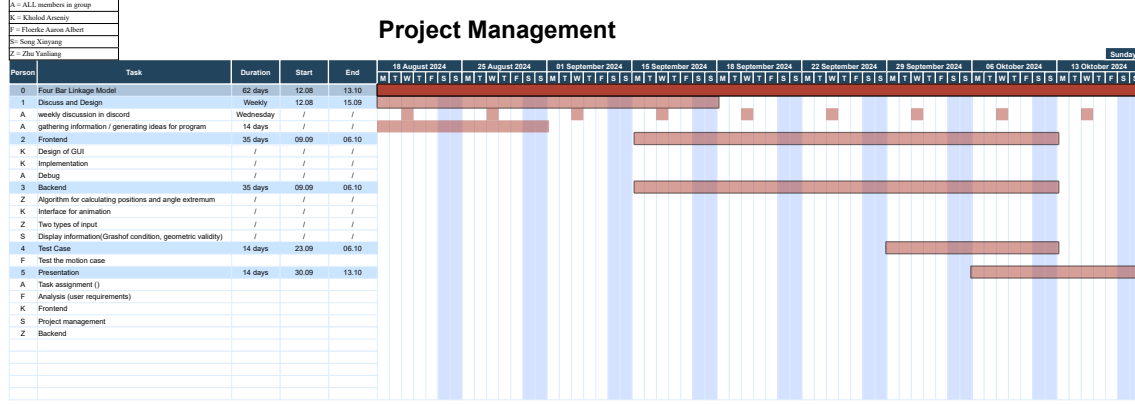 A = ALL members in group
K = Kholod Arseniy
F = Floerke Aaron Albert
S= Song Xinyang
Z = Zhu Yanliang
Project Management
Sunday
Person Task Duration Start End 18 August 2024 25 August 2024 01 September 2024 15 September 2024 18 September 2024 22 September 2024 29 September 2024 06 Oktober 2024 13 Oktober 2024
M T W T F S S M T W T F S S M T W T F S S M T W T F S S M T W T F S S M T W T F S S M T W T F S S M T W T F S S M T W T F S S
0 Four Bar Linkage Model 62 days 12.08 13.10
1 Discuss and Design Weekly 12.08 15.09
A weekly discussion in discord Wednesday / /
A gathering information / generating ideas for program 14 days / /
2 Frontend 35 days 09.09 06.10
K Design of GUI / / /
K Implementation / / /
A Debug / / /
3 Backend 35 days 09.09 06.10
Z Algorithm for calculating positions and angle extremum / / /
K Interface for animation / / /
Z Two types of input / / /
S Display information(Grashof condition, geometric validity) / / /
4 Test Case 14 days 23.09 06.10
F Test the motion case
5 Presentation 14 days 30.09 13.10
A Task assignment ()
F Analysis (user requirements)
K Frontend
S Project management
Z Backend